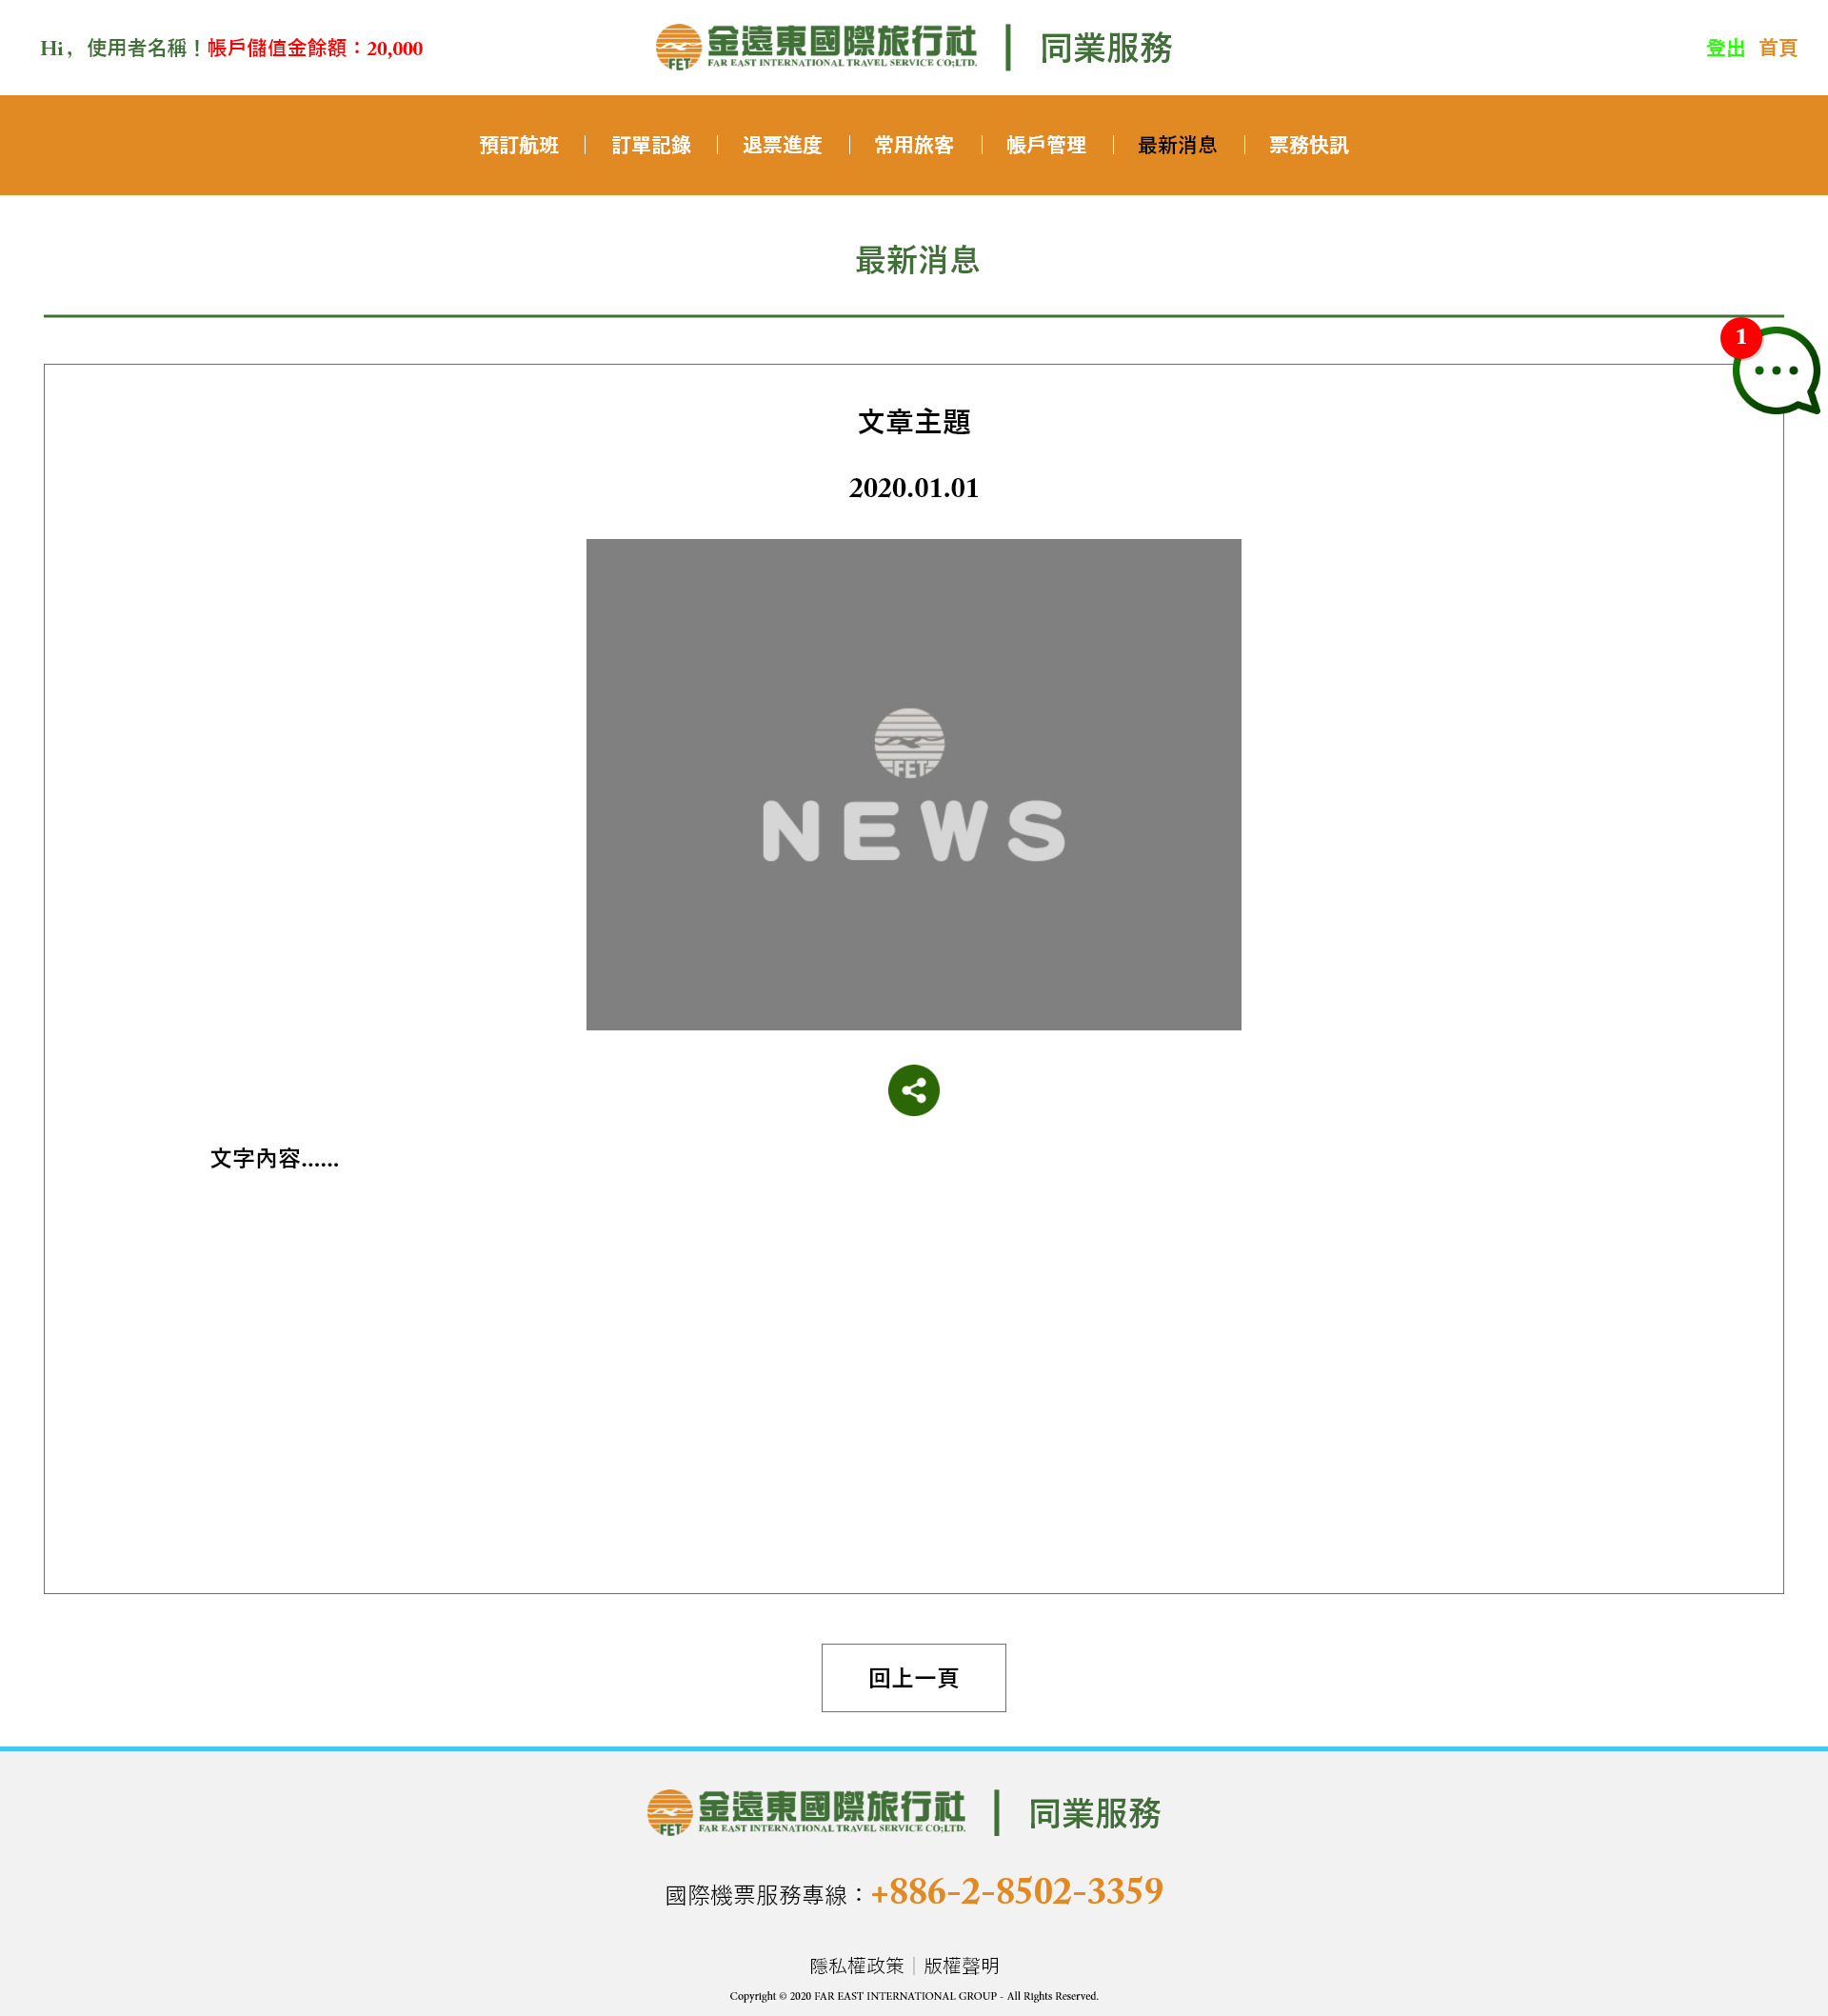 Hi，使用者名稱！帳戶儲值金餘額：20,000
FET 金遠東國際旅行社 同業服務
FAR EAST INTERNATIONAL TRAVEL SERVICE CO;LTD.
登出 首頁
預訂航班 訂單記錄 退票進度 常用旅客 帳戶管理 最新消息 票務快訊
最新消息
1
文章主題
2020.01.01
FET
NEWS
文字內容......
回上一頁
FET 金遠東國際旅行社 同業服務
FAR EAST INTERNATIONAL TRAVEL SERVICE CO;LTD.
國際機票服務專線：+886-2-8502-3359
隱私權政策｜版權聲明
Copyright © 2020 FAR EAST INTERNATIONAL GROUP - All Rights Reserved.